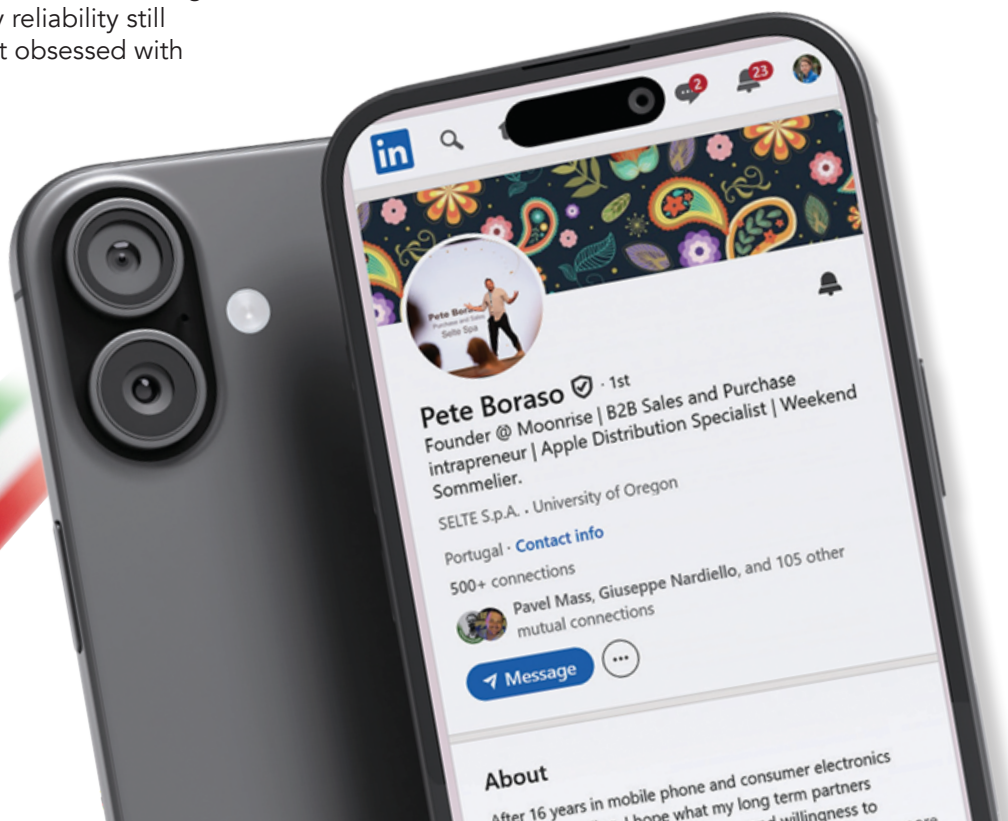 y reliability still
t obsessed with
in
2
23
Pete Boraso
Purchase and Sales
Selte Spa
Pete Boraso · 1st
Founder @ Moonrise | B2B Sales and Purchase
intrapreneur | Apple Distribution Specialist | Weekend
Sommelier.
SELTE S.p.A. · University of Oregon
Portugal · Contact info
500+ connections
Pavel Mass, Giuseppe Nardiello, and 105 other
mutual connections
Message
About
After 16 years in mobile phone and consumer electronics
hope what my long term partners
willingness to